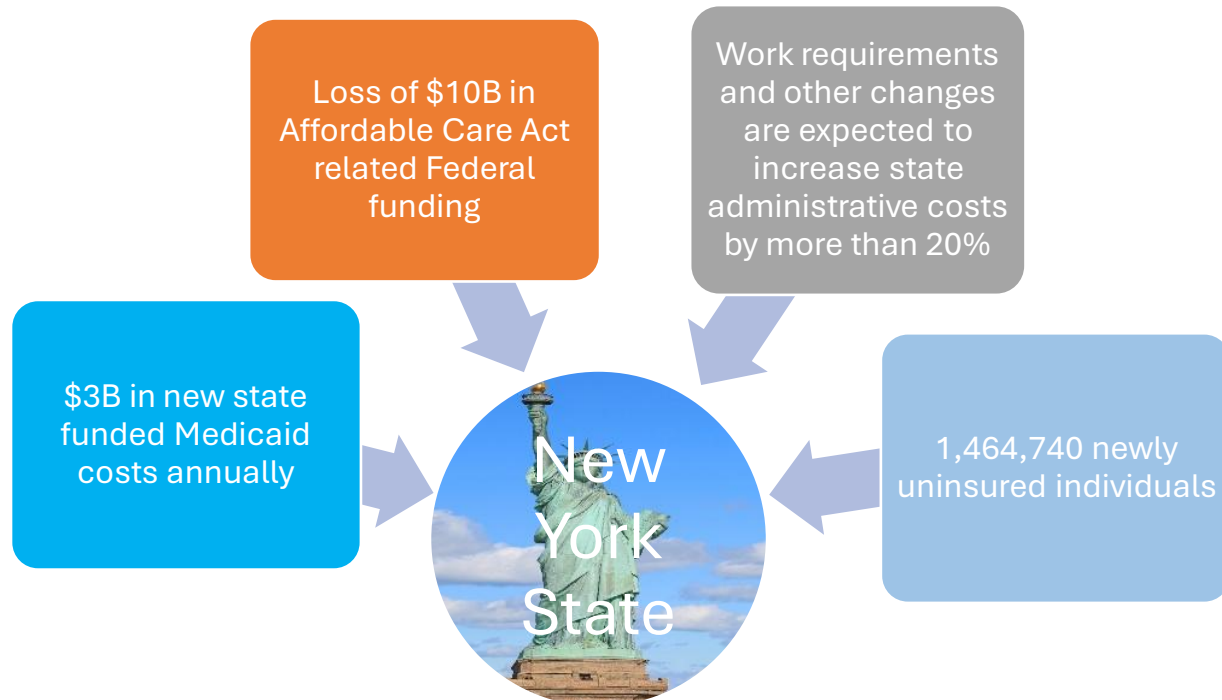 Loss of $10B in
Affordable Care Act
related Federal
funding
Work requirements
and other changes
are expected to
increase state
administrative costs
by more than 20%
$3B in new state
funded Medicaid
costs annually
1,464,740 newly
uninsured individuals
New
York
State